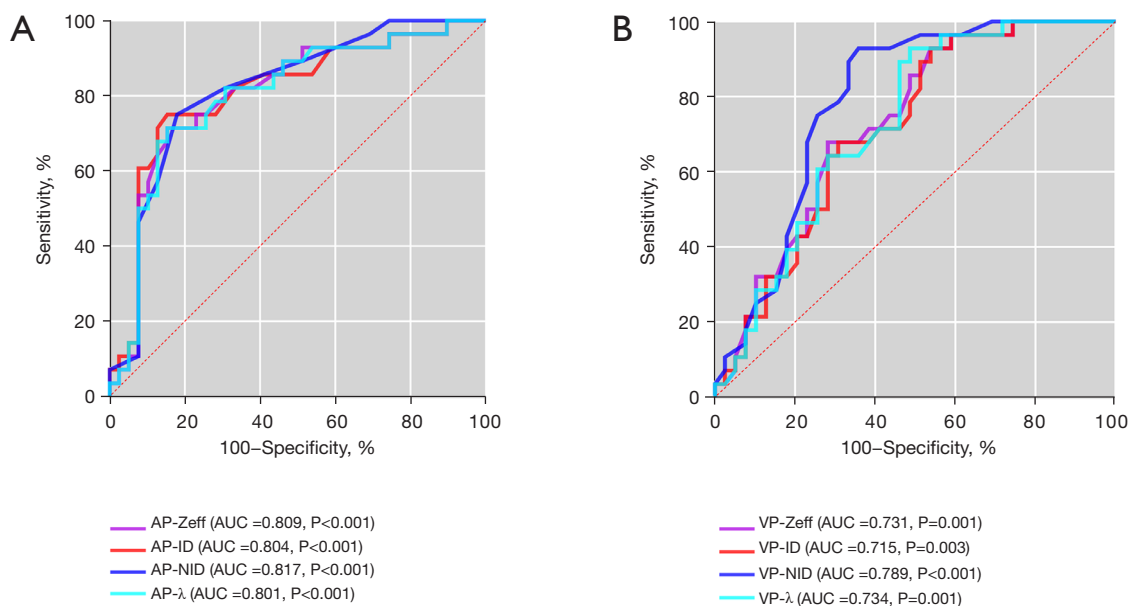 A
100
80
60
40
20
0
Sensitivity, %
0 20 40 60 80 100
100–Specificity, %
AP-Zeff (AUC =0.809, P<0.001)
AP-ID (AUC =0.804, P<0.001)
AP-NID (AUC =0.817, P<0.001)
AP-λ (AUC =0.801, P<0.001)
B
100
80
60
40
20
0
Sensitivity, %
0 20 40 60 80 100
100–Specificity, %
VP-Zeff (AUC =0.731, P=0.001)
VP-ID (AUC =0.715, P=0.003)
VP-NID (AUC =0.789, P<0.001)
VP-λ (AUC =0.734, P=0.001)